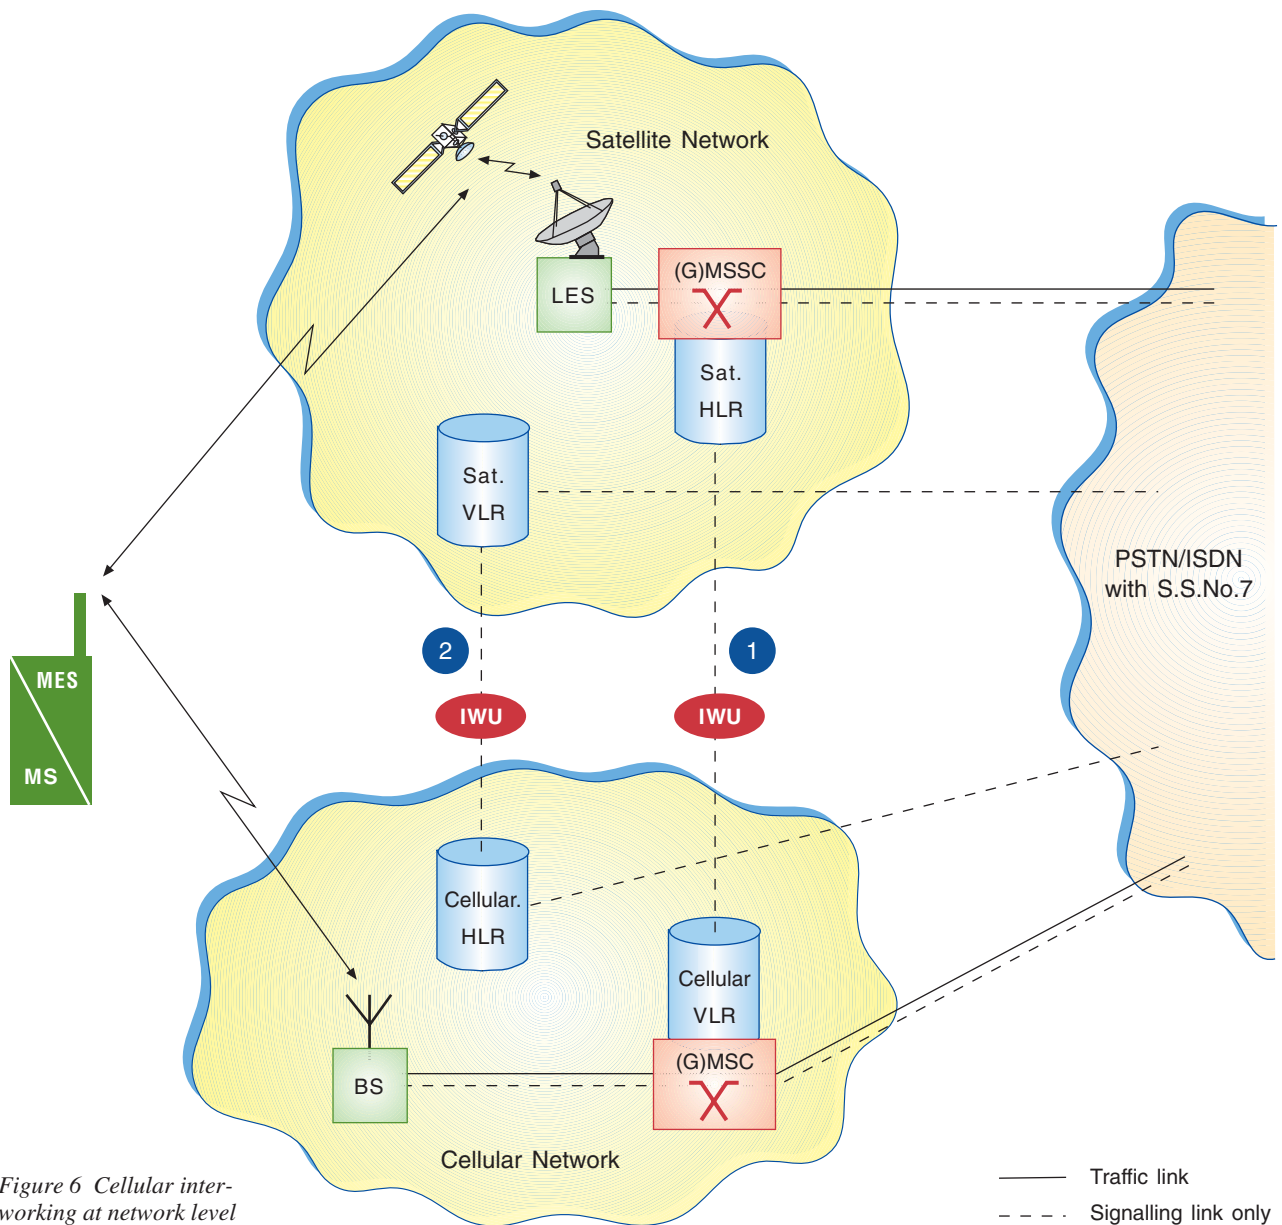 Satellite Network
(G)MSSC
LES
Sat.
HLR
Sat.
VLR
PSTN/ISDN
with S.S.No.7
2
1
MES
MS
IWU
IWU
Cellular.
HLR
Cellular
VLR
(G)MSC
BS
Cellular Network
Figure 6 Cellular inter-
working at network level
Traffic link
Signalling link only